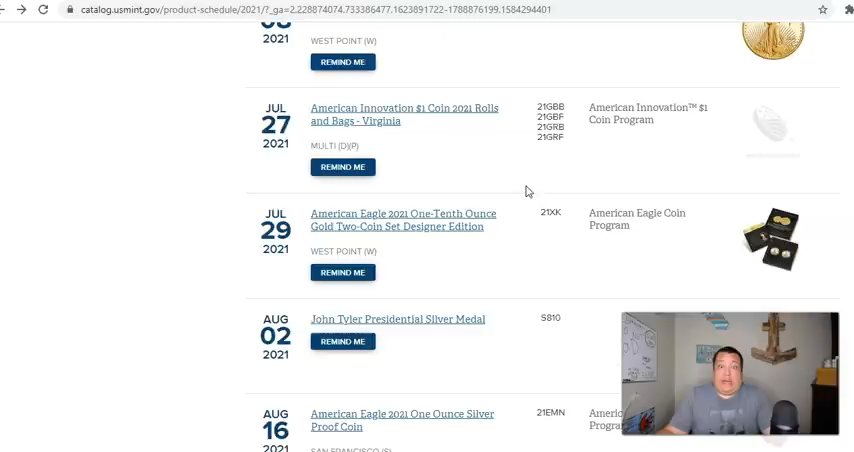 catalog.usmint.gov/product-schedule/2021/?_ga=2.228874074.733386477.1623891722-1788876199.1584294401
08
2021
WEST POINT (W)
REMIND ME
JUL
27
2021
American Innovation $1 Coin 2021 Rolls
and Bags - Virginia
MULTI (D)(P)
REMIND ME
21GBB
21GBF
21GRB
21GRF
American Innovation™ $1
Coin Program
JUL
29
2021
American Eagle 2021 One-Tenth Ounce
Gold Two-Coin Set Designer Edition
WEST POINT (W)
REMIND ME
21XK
American Eagle Coin
Program
AUG
02
2021
John Tyler Presidential Silver Medal
REMIND ME
S810
AUG
16
2021
American Eagle 2021 One Ounce Silver
Proof Coin
SAN FRANCISCO (S)
21EMN